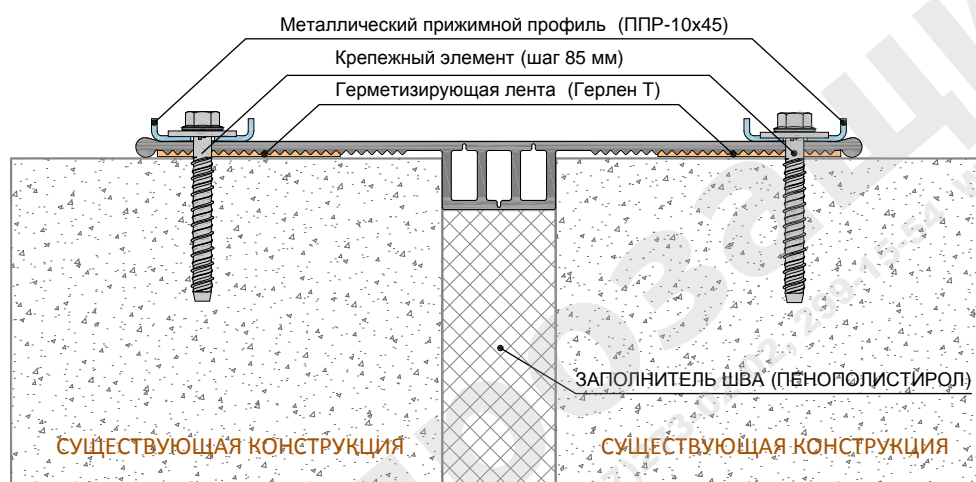 Металлический прижимной профиль (ППР-10х45)
Крепежный элемент (шаг 85 мм)
Герметизирующая лента (Герлен Т)
ЗАПОЛНИТЕЛЬ ШВА (ПЕНОПОЛИСТИРОЛ)
СУЩЕСТВУЮЩАЯ КОНСТРУКЦИЯ
СУЩЕСТВУЮЩАЯ КОНСТРУКЦИЯ